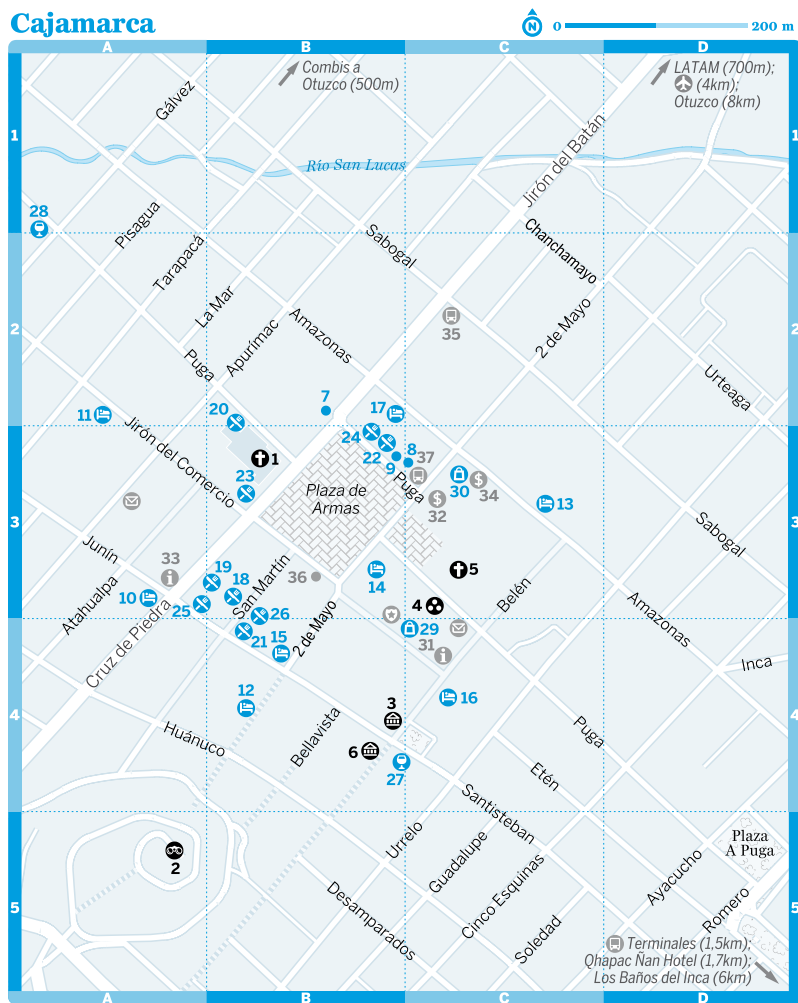 Cajamarca
N
0
200 m
A
B
C
D
Combis a
Otuzco (500m)
LATAM (700m);
(4km);
Otuzco (8km)
Gálvez
1
1
Jirón del Batán
Río San Lucas
28
Pisagua
Sabogal
Chanchamayo
Tarapacá
La Mar
2
2
Amazonas
35
2 de Mayo
Apurímac
Puga
Urteaga
7
17
11
20
Jirón del Comercio
24
22
9
8
37
1
23
Plaza de
Armas
Puga
32
30
34
13
3
3
Sabogal
Junín
33
19
18
San Martín
36
14
5
Atahualpa
10
25
26
4
Belén
Amazonas
Cruz de Piedra
21
15
2 de Mayo
29
31
Inca
12
3
16
4
4
Huánuco
Bellavista
6
27
Puga
Etén
Santisteban
Urrelo
Plaza
A Puga
2
Guadalupe
Ayacucho
5
5
Desamparados
Cinco Esquinas
Soledad
Romero
Terminales (1,5km);
Qhapac Ñan Hotel (1,7km);
Los Baños del Inca (6km)
A
B
C
D